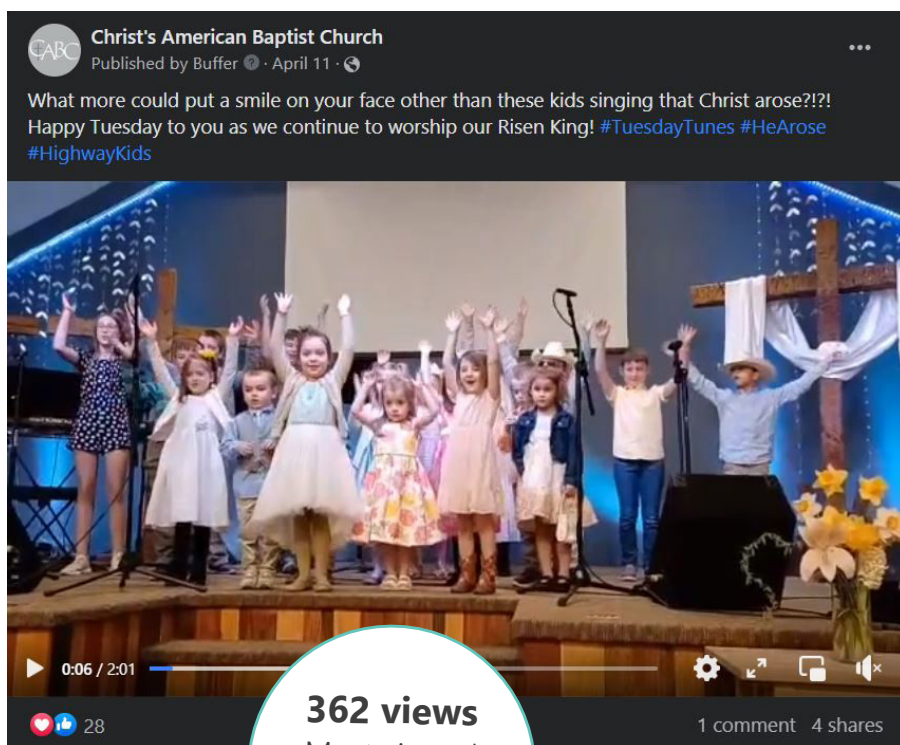 CABC
Christ's American Baptist Church
Published by Buffer · April 11 ·
What more could put a smile on your face other than these kids singing that Christ arose?!?!
Happy Tuesday to you as we continue to worship our Risen King! #TuesdayTunes #HeArose
#HighwayKids
0:06 / 2:01
362 views
28
1 comment 4 shares